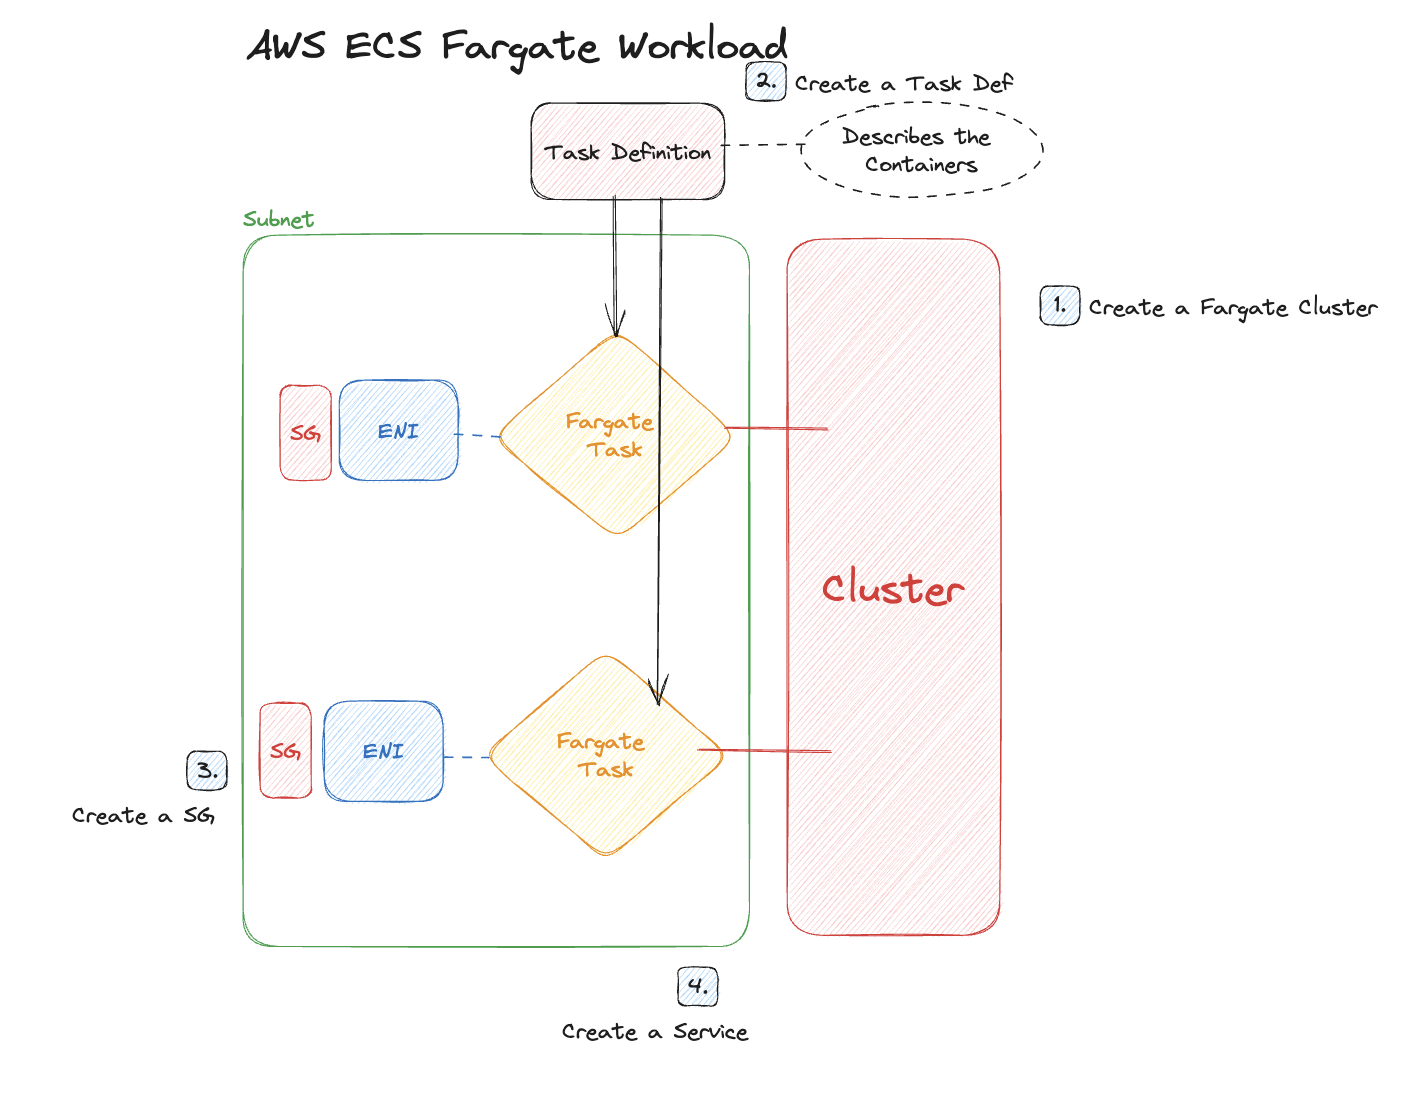 AWS ECS Fargate Workload
2. Create a Task Def
Task Definition
Describes the
Containers
Subnet
1. Create a Fargate Cluster
SG
ENI
Fargate
Task
Cluster
SG
ENI
Fargate
Task
3.
Create a SG
4.
Create a Service